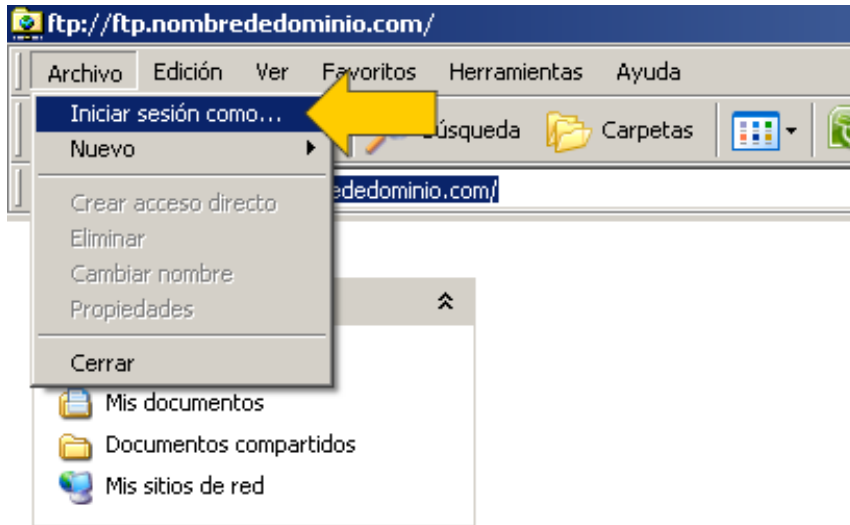 ftp://ftp.nombrededominio.com/
Archivo Edición Ver Favoritos Herramientas Ayuda
Iniciar sesión como...
Búsqueda Carpetas
Nuevo
ededominio.com/
Crear acceso directo
Eliminar
Cambiar nombre
Propiedades
Cerrar
Mis documentos
Documentos compartidos
Mis sitios de red